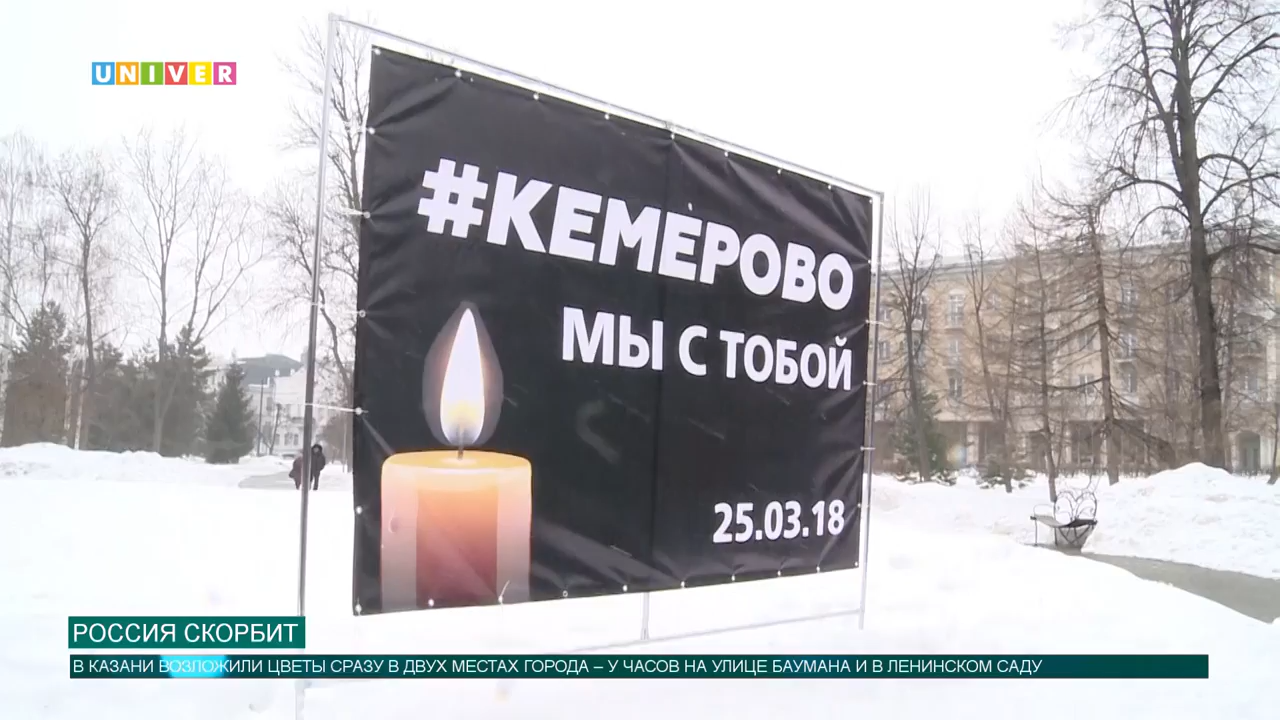 UNIVER
#КЕМЕРОВО
МЫ С ТОБОЙ
25.03.18
РОССИЯ СКОРБИТ
В КАЗАНИ ВОЗЛОЖИЛИ ЦВЕТЫ СРАЗУ В ДВУХ МЕСТАХ ГОРОДА – У ЧАСОВ НА УЛИЦЕ БАУМАНА И В ЛЕНИНСКОМ САДУ